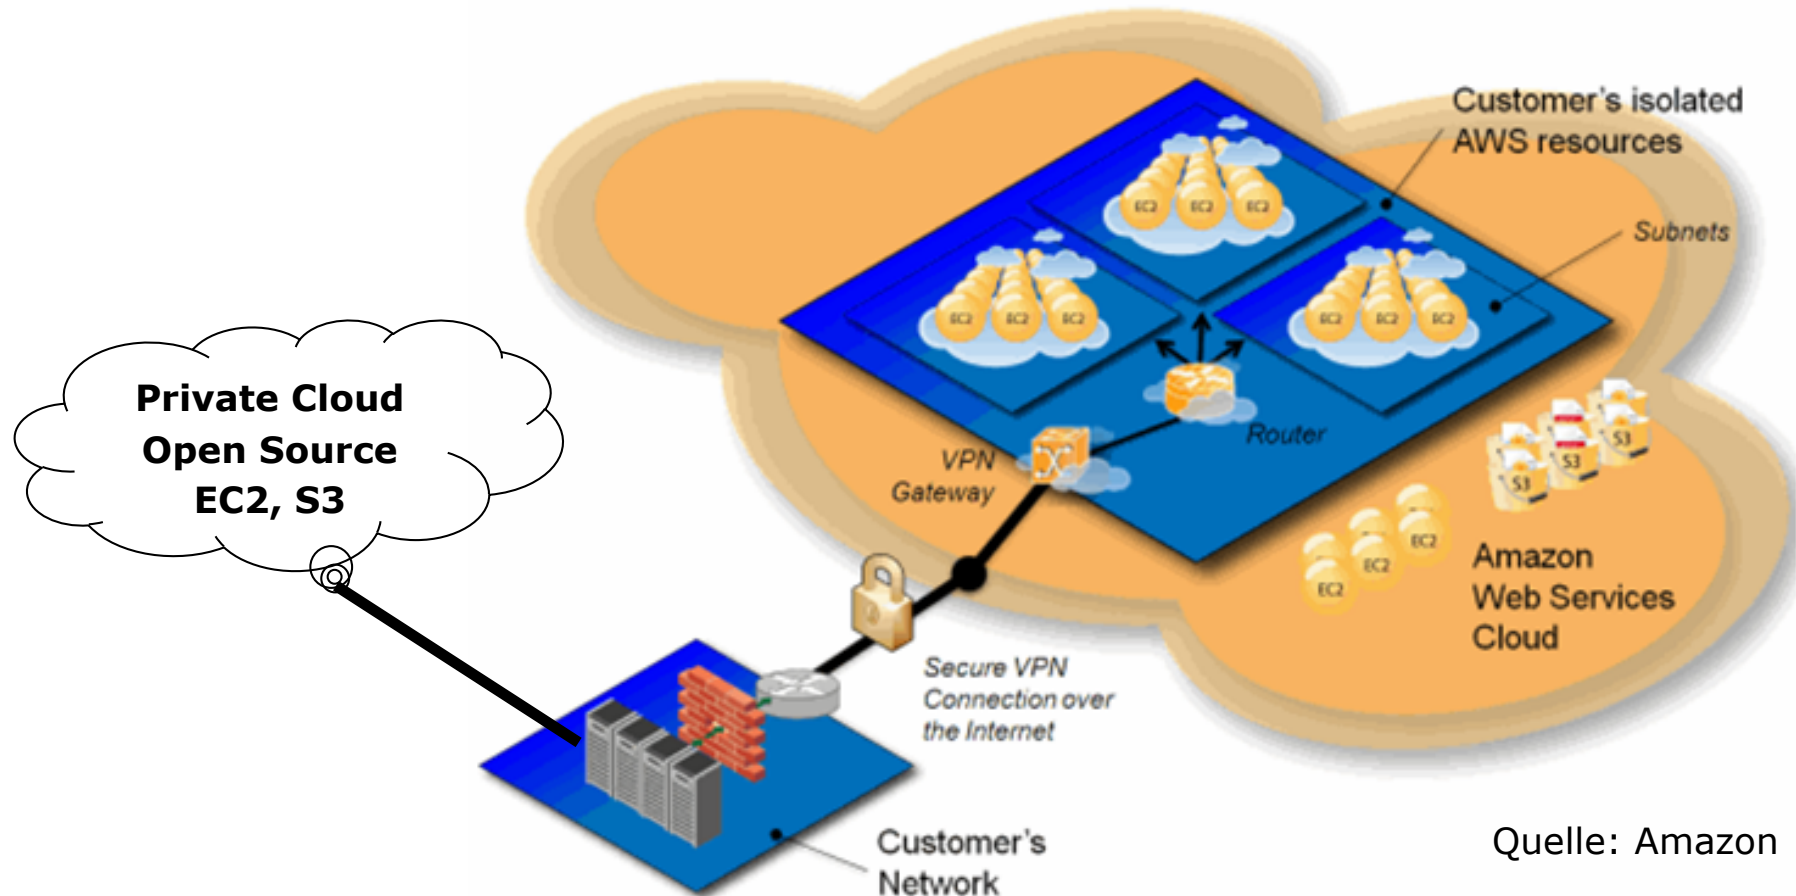 Customer's isolated
AWS resources
EC2 EC2 EC2
Subnets
EC2 EC2 EC2
EC2 EC2 EC2
Private Cloud
Open Source
EC2, S3
Router
VPN
Gateway
S3 S3 S3
EC2 EC2 EC2
Amazon
Web Services
Cloud
Secure VPN
Connection over
the Internet
Customer's
Network
Quelle: Amazon